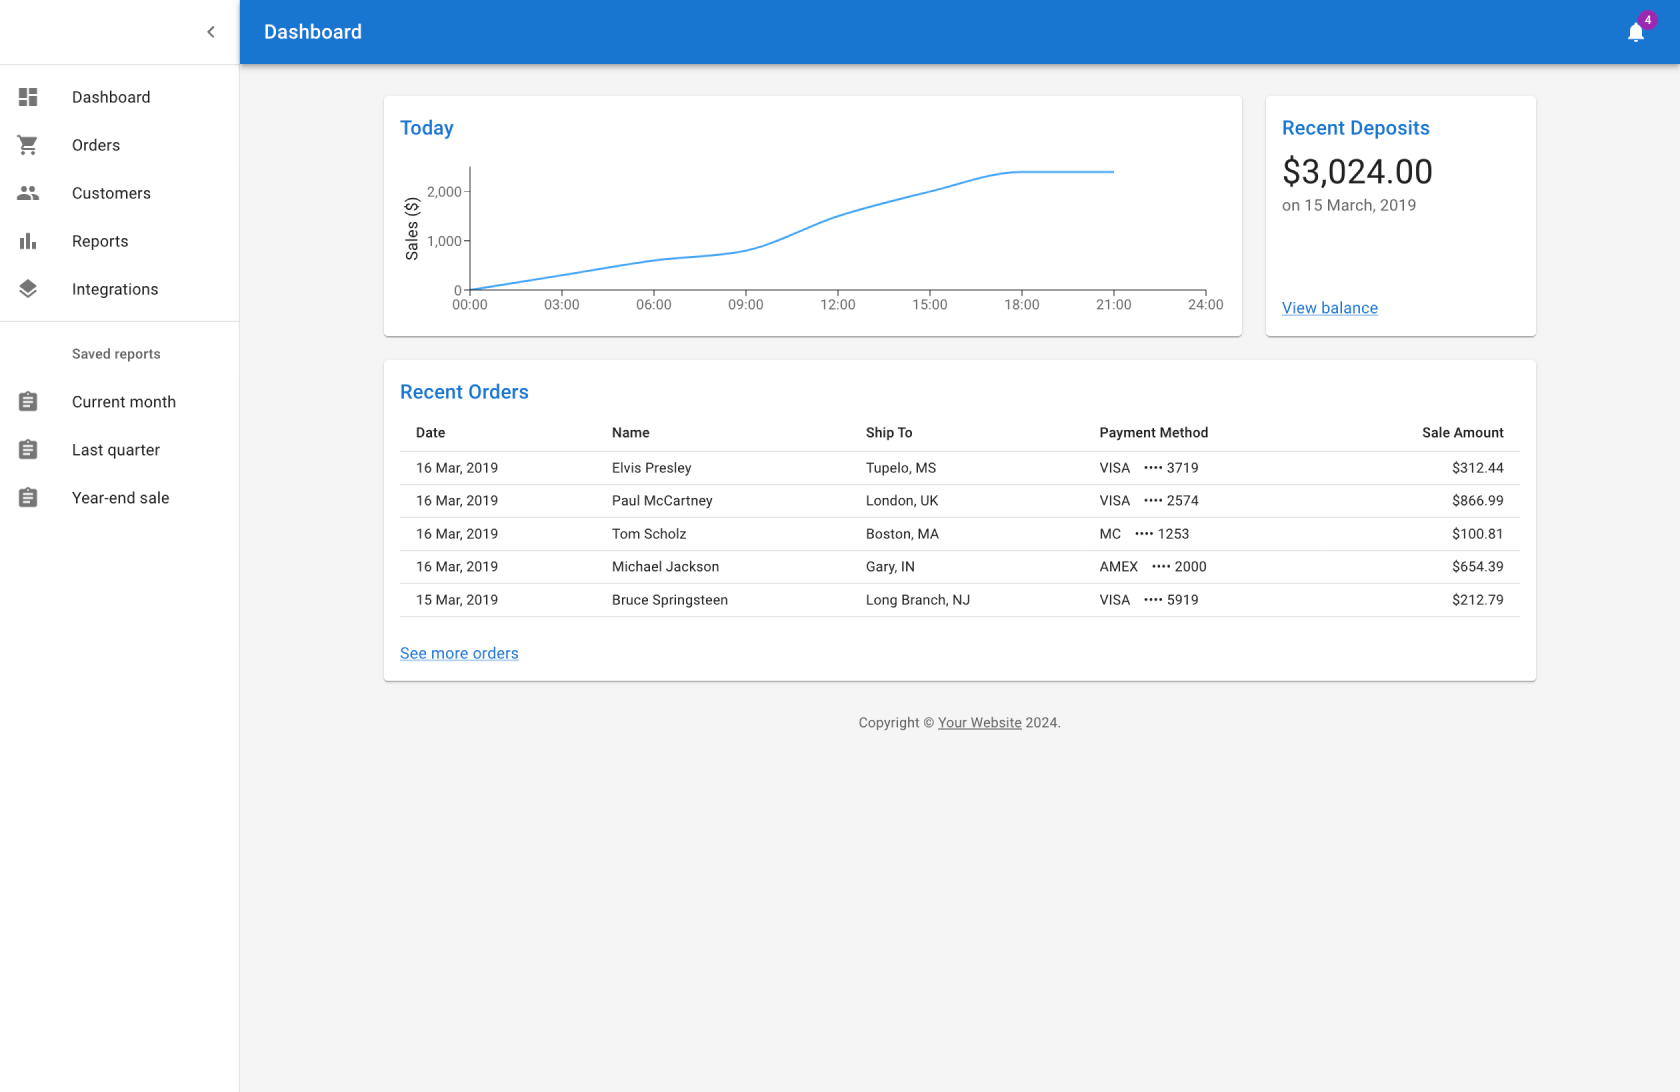 Dashboard
4
Dashboard
Orders
Customers
Reports
Integrations
Saved reports
Current month
Last quarter
Year-end sale
Today
Sales ($)
2,000
1,000
0
00:00 03:00 06:00 09:00 12:00 15:00 18:00 21:00 24:00
Recent Deposits
$3,024.00
on 15 March, 2019
View balance
Recent Orders
Date Name Ship To Payment Method Sale Amount
16 Mar, 2019 Elvis Presley Tupelo, MS VISA •••• 3719 $312.44
16 Mar, 2019 Paul McCartney London, UK VISA •••• 2574 $866.99
16 Mar, 2019 Tom Scholz Boston, MA MC •••• 1253 $100.81
16 Mar, 2019 Michael Jackson Gary, IN AMEX •••• 2000 $654.39
15 Mar, 2019 Bruce Springsteen Long Branch, NJ VISA •••• 5919 $212.79
See more orders
Copyright © Your Website 2024.